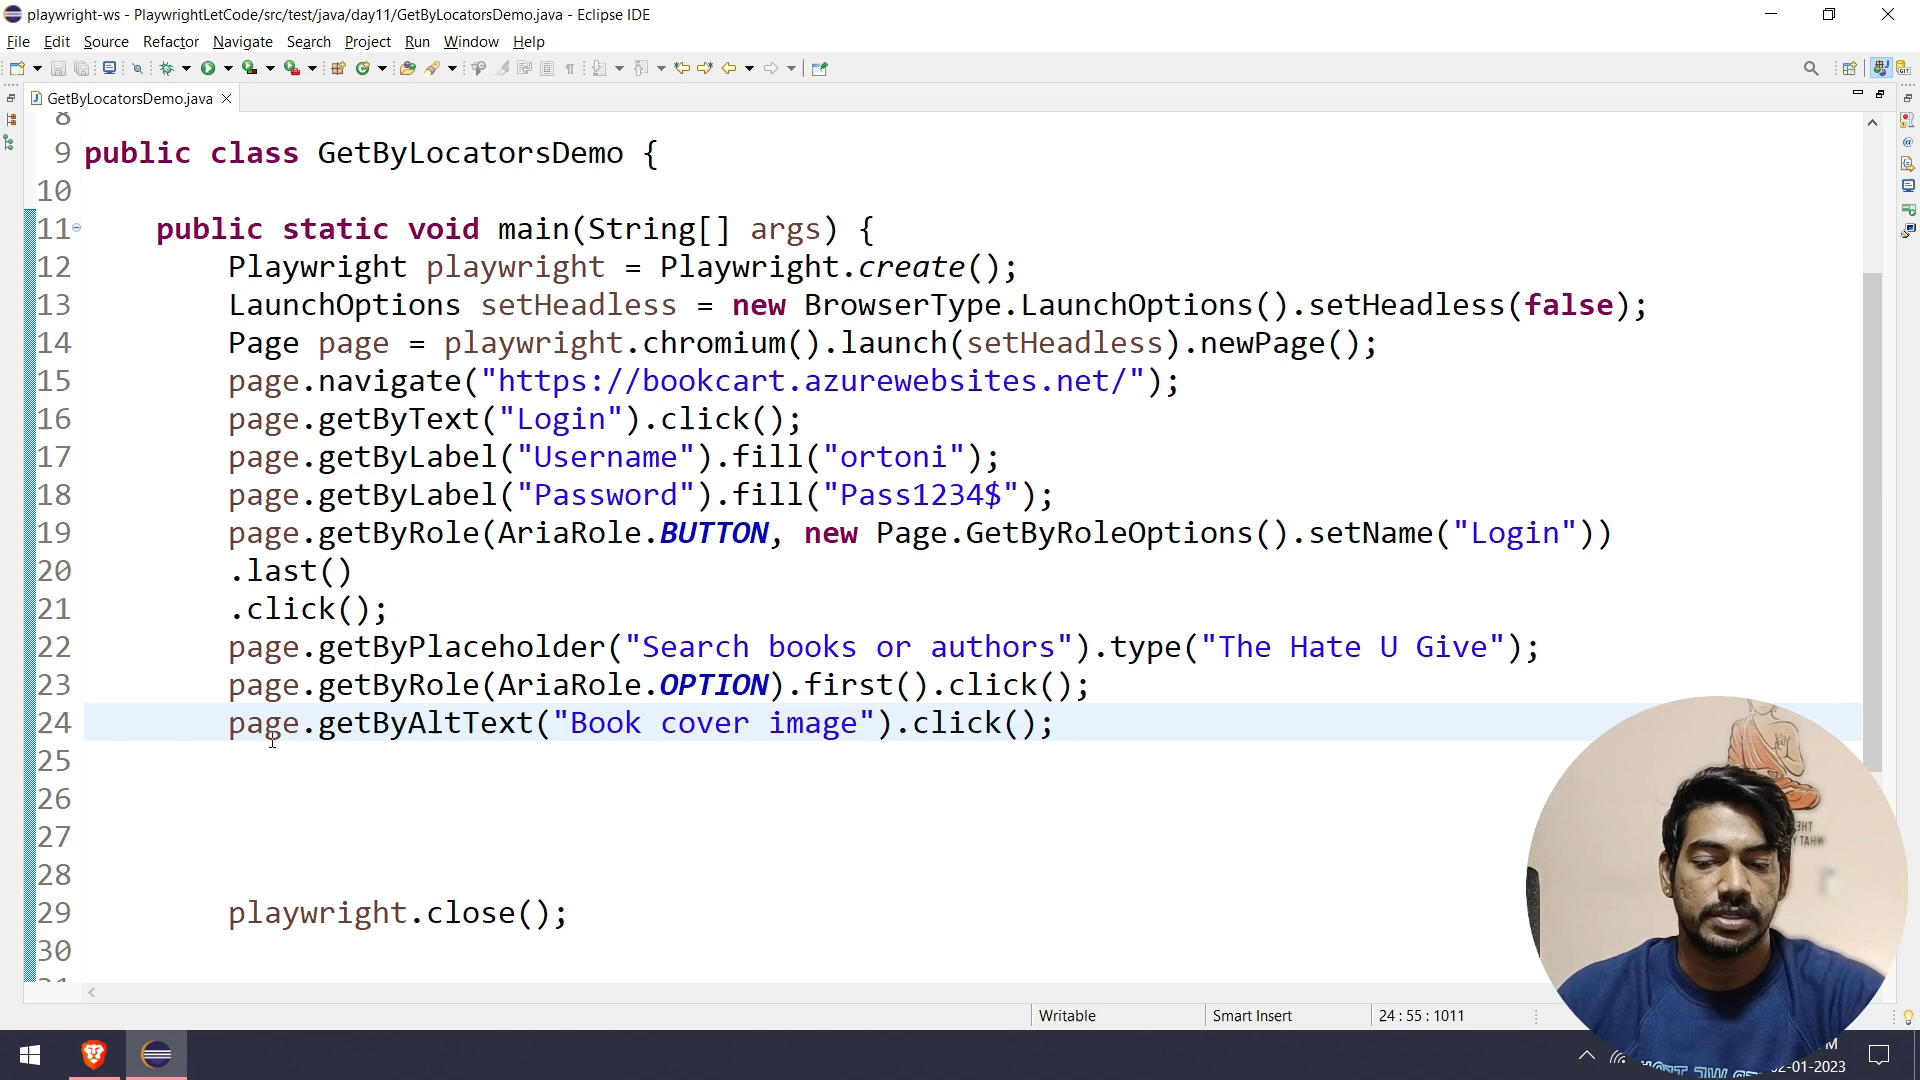 playwright-ws - PlaywrightLetCode/src/test/java/day11/GetByLocatorsDemo.java - Eclipse IDE
File Edit Source Refactor Navigate Search Project Run Window Help
GetByLocatorsDemo.java
8
9 public class GetByLocatorsDemo {
10
11 public static void main(String[] args) {
12 Playwright playwright = Playwright.create();
13 LaunchOptions setHeadless = new BrowserType.LaunchOptions().setHeadless(false);
14 Page page = playwright.chromium().launch(setHeadless).newPage();
15 page.navigate("https://bookcart.azurewebsites.net/");
16 page.getByText("Login").click();
17 page.getByLabel("Username").fill("ortoni");
18 page.getByLabel("Password").fill("Pass1234$");
19 page.getByRole(AriaRole.BUTTON, new Page.GetByRoleOptions().setName("Login"))
20 .last()
21 .click();
22 page.getByPlaceholder("Search books or authors").type("The Hate U Give");
23 page.getByRole(AriaRole.OPTION).first().click();
24 page.getByAltText("Book cover image").click();
25
26
27
28
29 playwright.close();
30
Writable Smart Insert 24 : 55 : 1011
2-01-2023